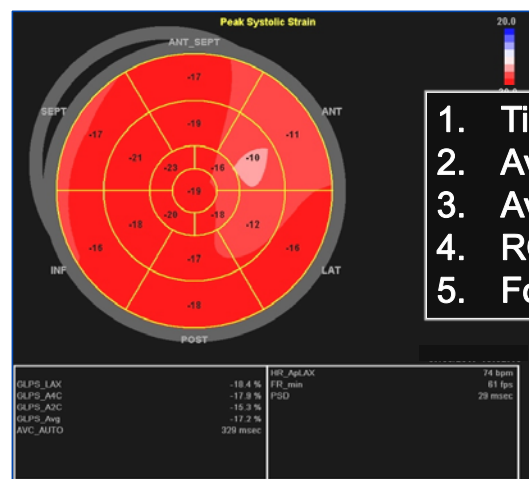 Peak Systolic Strain
20.0
ANT_SEPT
-17
SEPT
ANT
-17
-19
-11
-21
-23
-16
-10
-19
-18
-20
-18
-12
-16
-17
-16
INF
LAT
-18
POST
1. Ti
2. Av
3. Av
4.
5. Fo
GLPS_LAX -18.4 %
GLPS_A4C -17.9 %
GLPS_A2C -15.3 %
GLPS_Avg -17.2 %
AVC_AUTO 329 msec
HR_ApLAX 74 bpm
FR_min 61 fps
PSD 29 msec